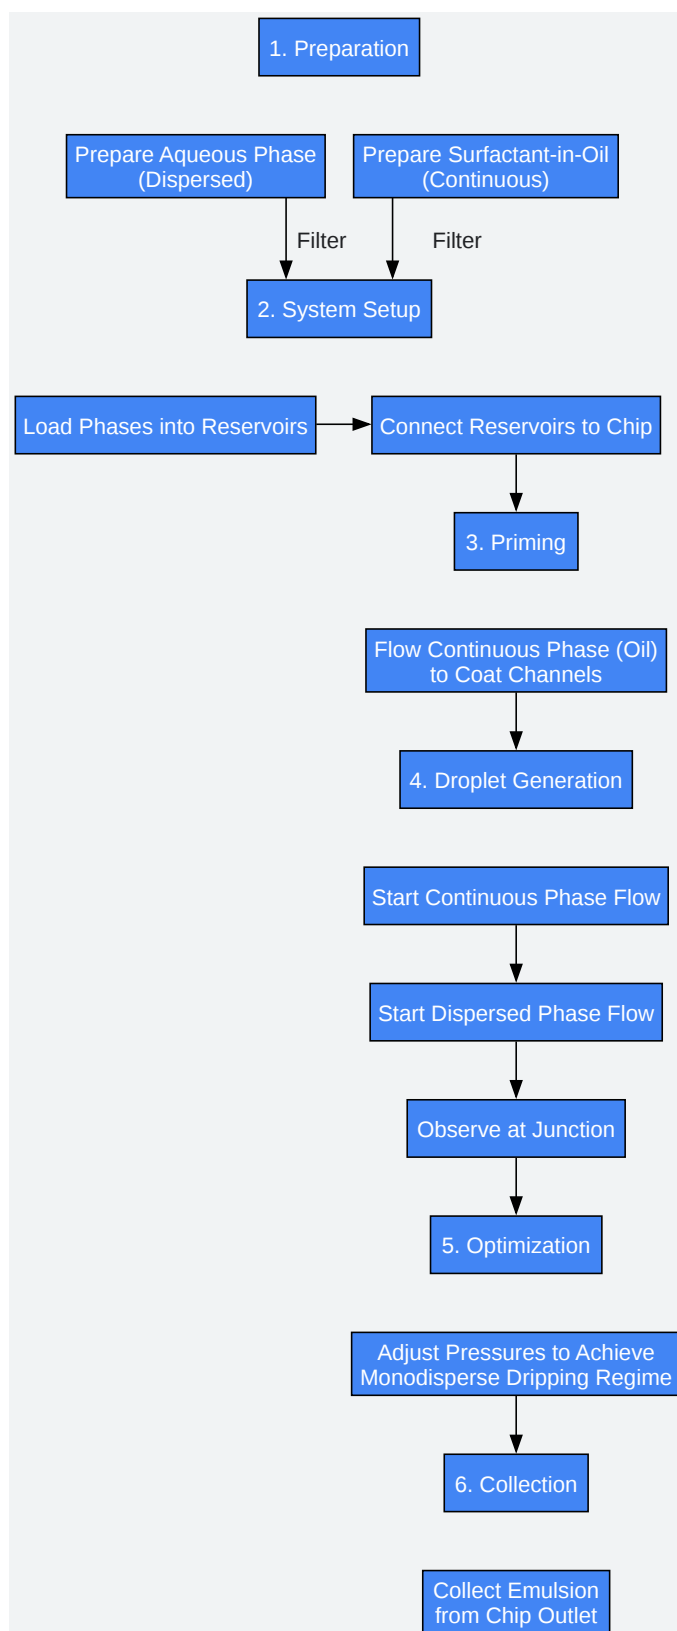 1. Preparation
Prepare Aqueous Phase
(Dispersed)
Prepare Surfactant-in-Oil
(Continuous)
Filter
Filter
2. System Setup
Load Phases into Reservoirs
Connect Reservoirs to Chip
3. Priming
Flow Continuous Phase (Oil)
to Coat Channels
4. Droplet Generation
Start Continuous Phase Flow
Start Dispersed Phase Flow
Observe at Junction
5. Optimization
Adjust Pressures to Achieve
Monodisperse Dripping Regime
6. Collection
Collect Emulsion
from Chip Outlet